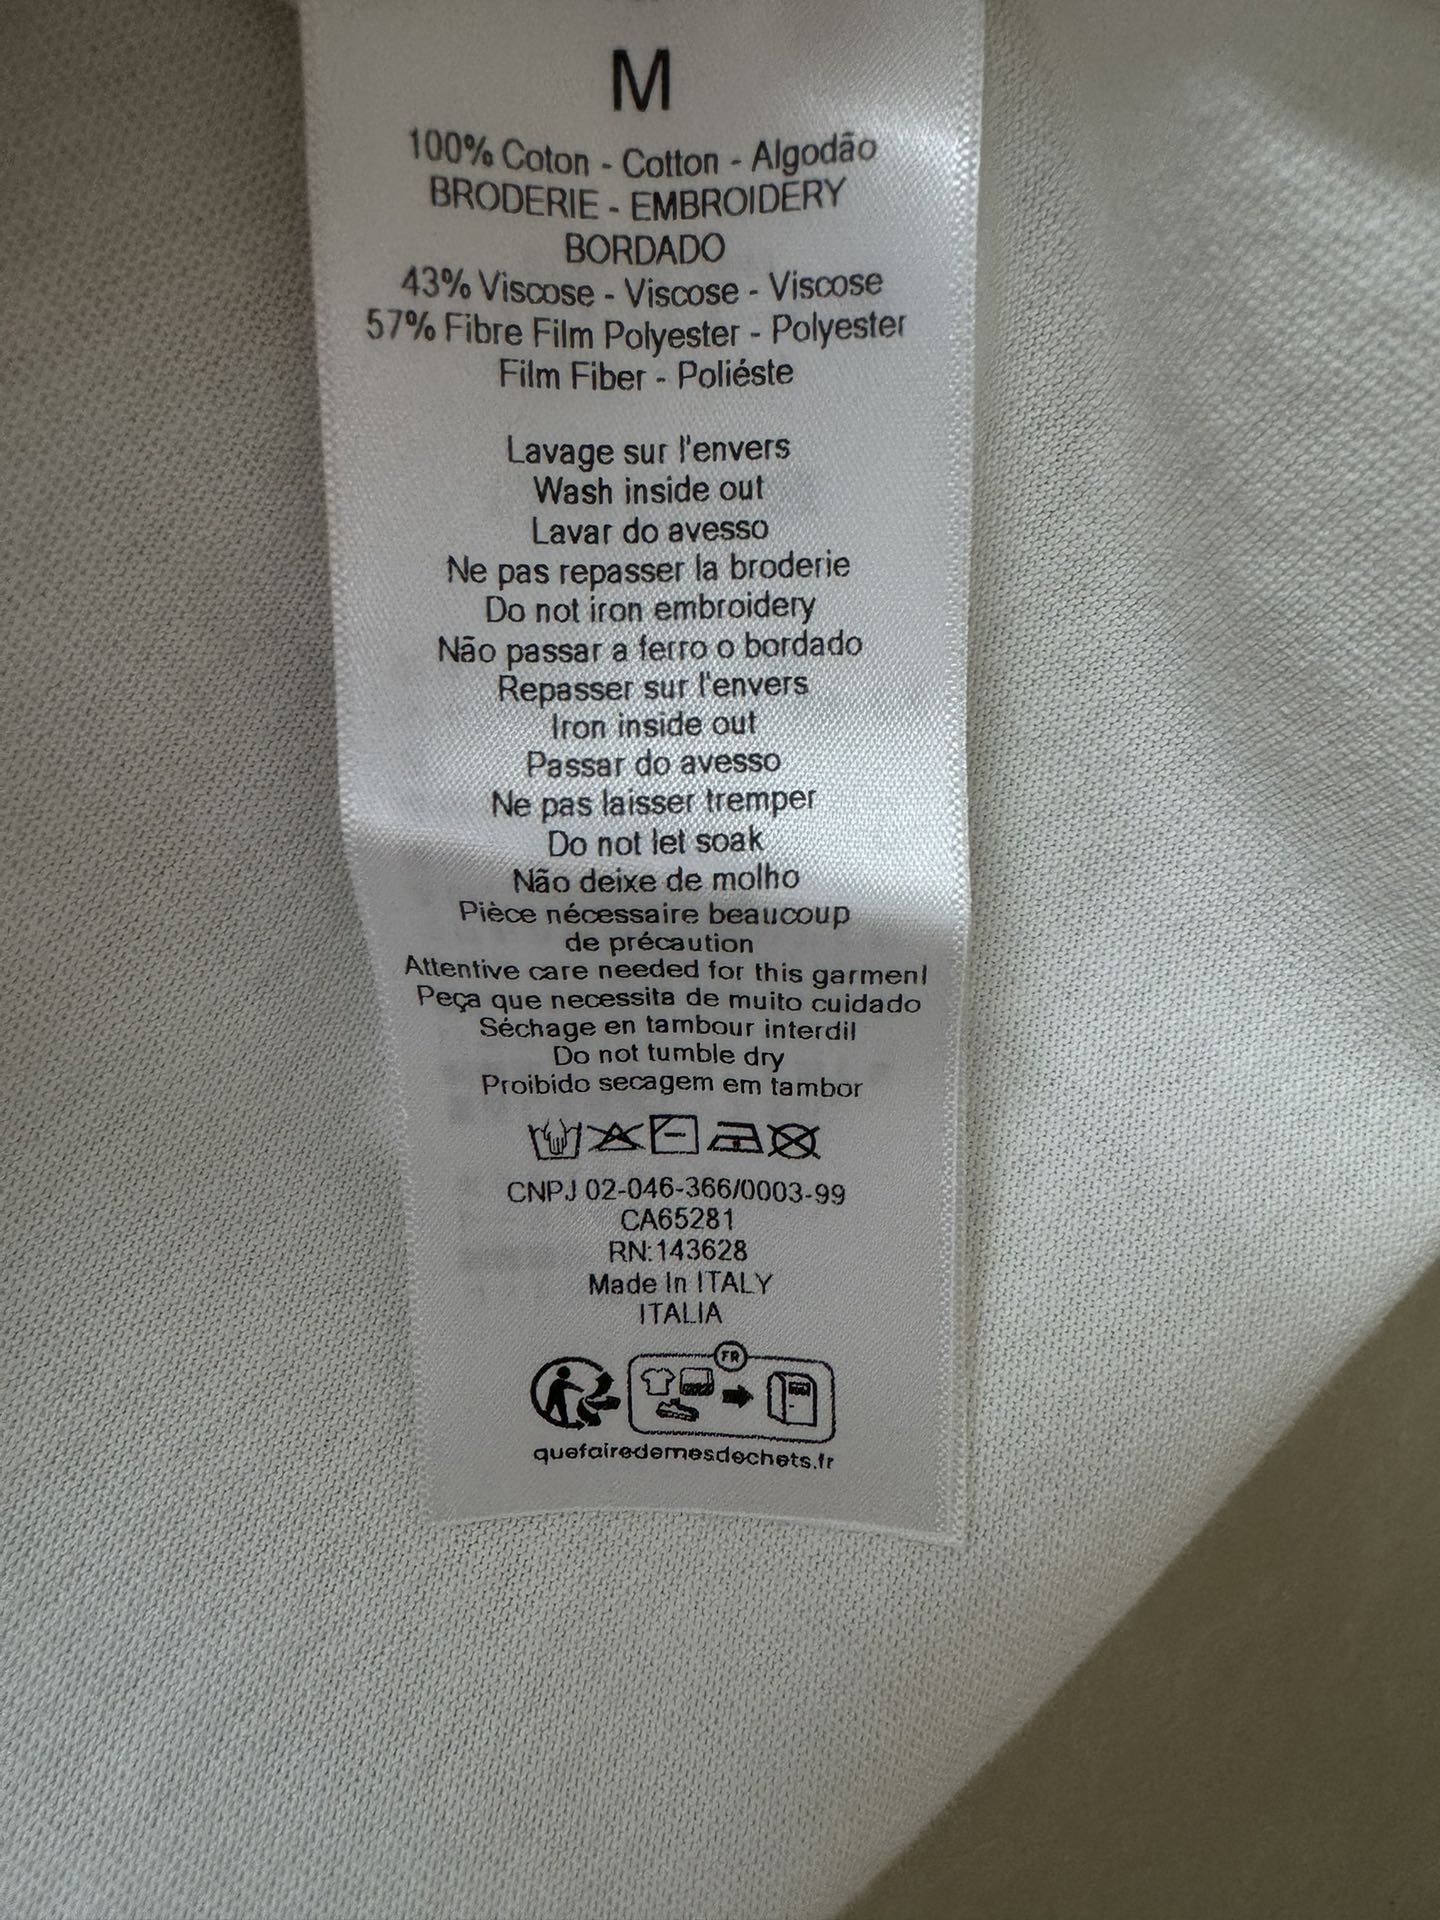 M
100% Coton - Cotton - Algodão
BRODERIE - EMBROIDERY
BORDADO
43% Viscose - Viscose - Viscose
57% Fibre Film Polyester - Polyester
Film Fiber - Poliéste
Lavage sur l'envers
Wash inside out
Lavar do avesso
Ne pas repasser la broderie
Do not iron embroidery
Não passar a ferro o bordado
Repasser sur l'envers
Iron inside out
Passar do avesso
Ne pas laisser tremper
Do not let soak
Não deixe de molho
Pièce nécessaire beaucoup
de précaution
Attentive care needed for this garment
Peça que necessita de muito cuidado
Séchage en tambour interdit
Do not tumble dry
Proibido secagem em tambor
CNPJ 02-046-366/0003-99
CA65281
RN:143628
Made In ITALY
ITALIA
FR
quefairedemesdechets.fr